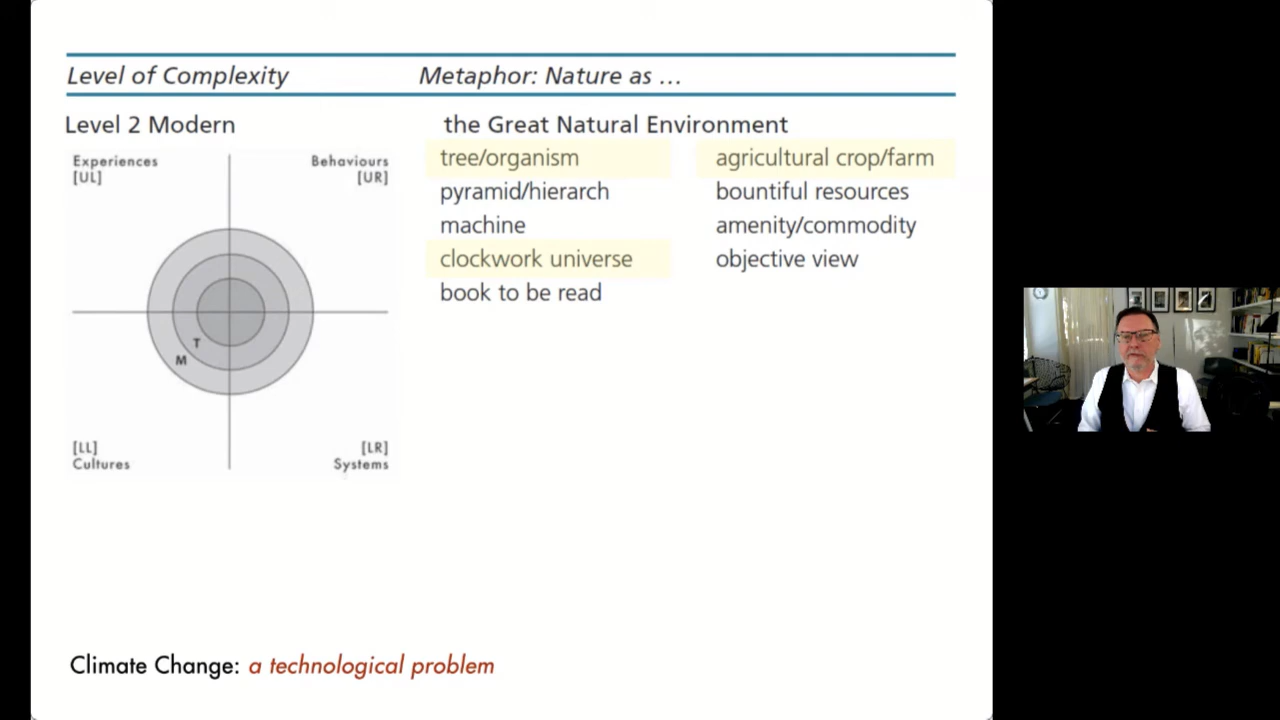 Level of Complexity
Metaphor: Nature as …
Level 2 Modern
the Great Natural Environment
Experiences
[UL]
Behaviours
[UR]
T
M
[LL]
Cultures
[LR]
Systems
tree/organism
pyramid/hierarch
machine
clockwork universe
book to be read
agricultural crop/farm
bountiful resources
amenity/commodity
objective view
Climate Change: a technological problem